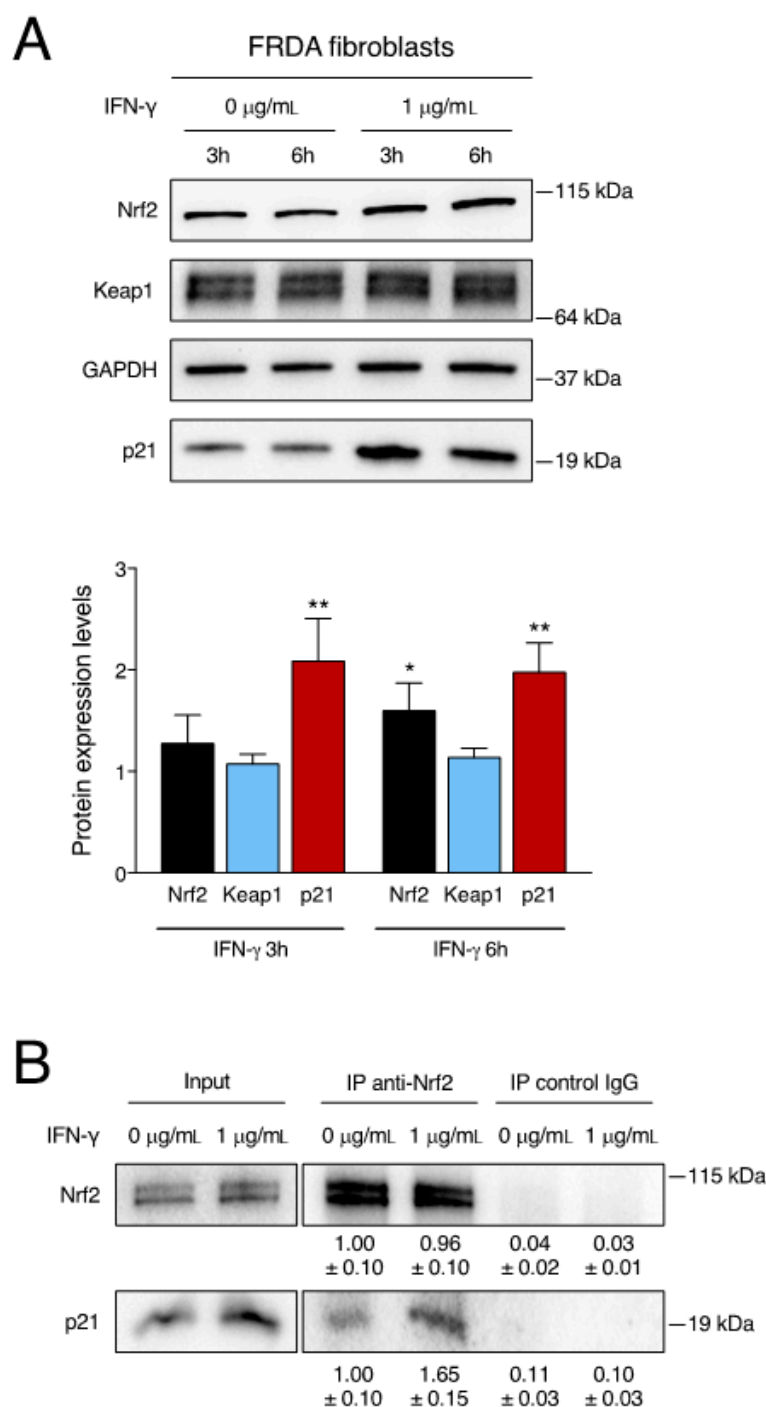 A
FRDA fibroblasts
IFN-γ 0 μg/mL 1 μg/mL
3h 6h 3h 6h
Nrf2 115 kDa
Keap1 64 kDa
GAPDH 37 kDa
p21 19 kDa
Protein expression levels
3
** **
2 *
1
0
Nrf2 Keap1 p21 Nrf2 Keap1 p21
IFN-γ 3h IFN-γ 6h
B
Input IP anti-Nrf2 IP control IgG
IFN-γ 0 μg/mL 1 μg/mL 0 μg/mL 1 μg/mL 0 μg/mL 1 μg/mL
Nrf2 115 kDa
1.00 0.96 0.04 0.03
± 0.10 ± 0.10 ± 0.02 ± 0.01
p21 19 kDa
1.00 1.65 0.11 0.10
± 0.10 ± 0.15 ± 0.03 ± 0.03